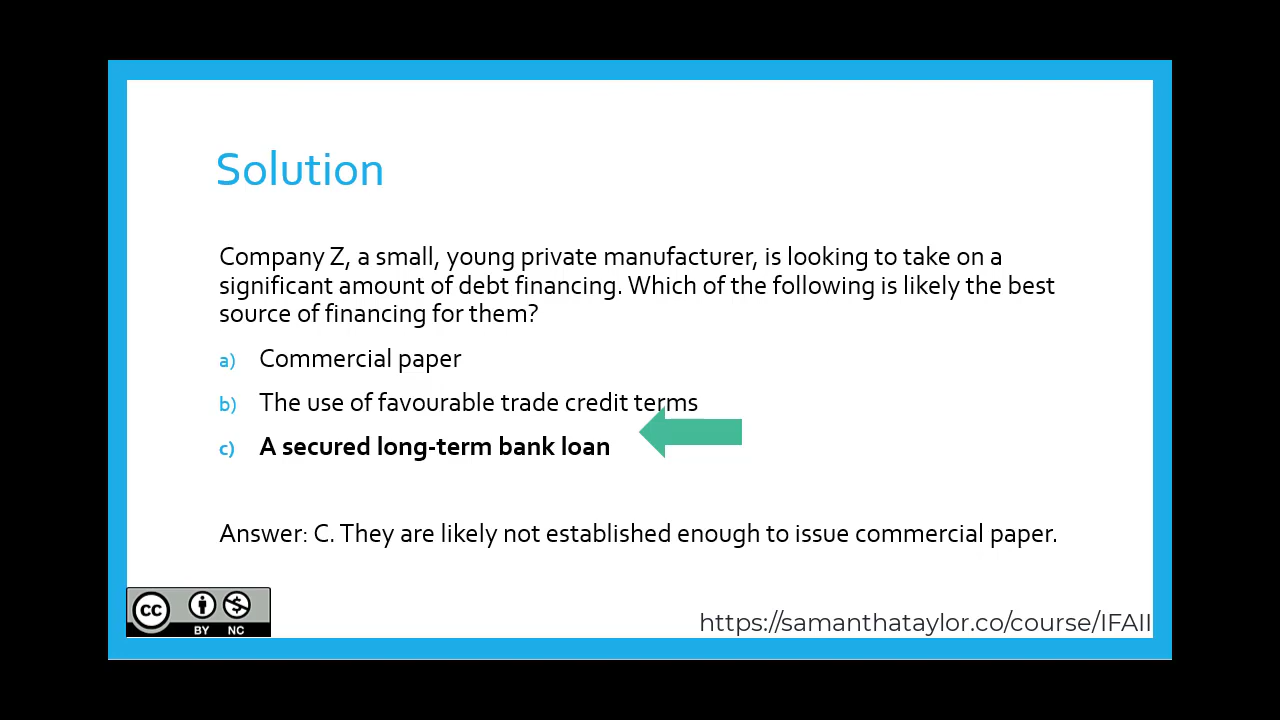 Solution
Company Z, a small, young private manufacturer, is looking to take on a
significant amount of debt financing. Which of the following is likely the best
source of financing for them?
a) Commercial paper
b) The use of favourable trade credit terms
c) A secured long-term bank loan
Answer: C. They are likely not established enough to issue commercial paper.
cc
BY NC
https://samanthataylor.co/course/IFAII